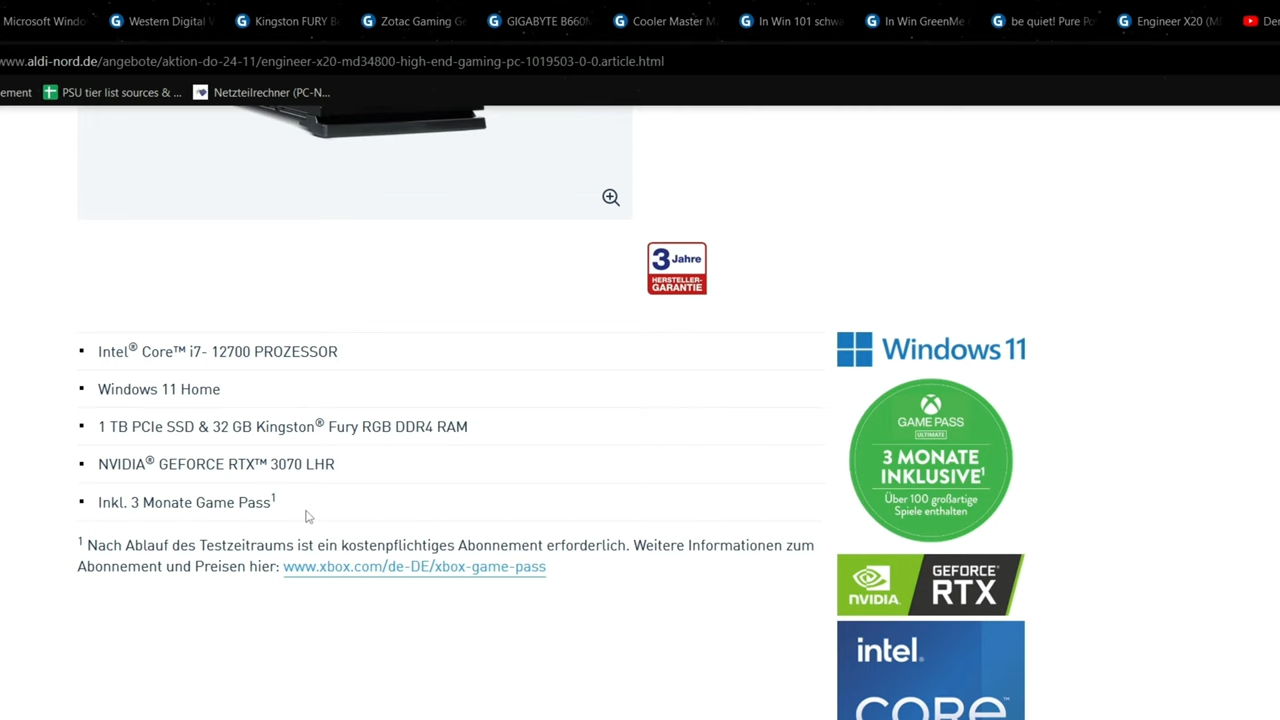 Microsoft Windo
Western Digital
Kingston FURY B
Zotac Gaming Ge
GIGABYTE B660M
Cooler Master M
In Win 101 schwa
In Win GreenMe
be quiet! Pure Po
Engineer X20 (M
Der
www.aldi-nord.de/angebote/aktion-do-24-11/engineer-x20-md34800-high-end-gaming-pc-1019503-0-0.article.html
ement
PSU tier list sources & ...
Netzteilrechner (PC-N...
3 Jahre
HERSTELLER-
GARANTIE
▪ Intel® Core™ i7- 12700 PROZESSOR
▪ Windows 11 Home
▪ 1 TB PCIe SSD & 32 GB Kingston® Fury RGB DDR4 RAM
▪ NVIDIA® GEFORCE RTX™ 3070 LHR
▪ Inkl. 3 Monate Game Pass¹
¹ Nach Ablauf des Testzeitraums ist ein kostenpflichtiges Abonnement erforderlich. Weitere Informationen zum
Abonnement und Preisen hier: www.xbox.com/de-DE/xbox-game-pass
Windows 11
GAME PASS
ULTIMATE
3 MONATE
INKLUSIVE¹
Über 100 großartige
Spiele enthalten
NVIDIA.
GEFORCE
RTX
intel.
CORE™